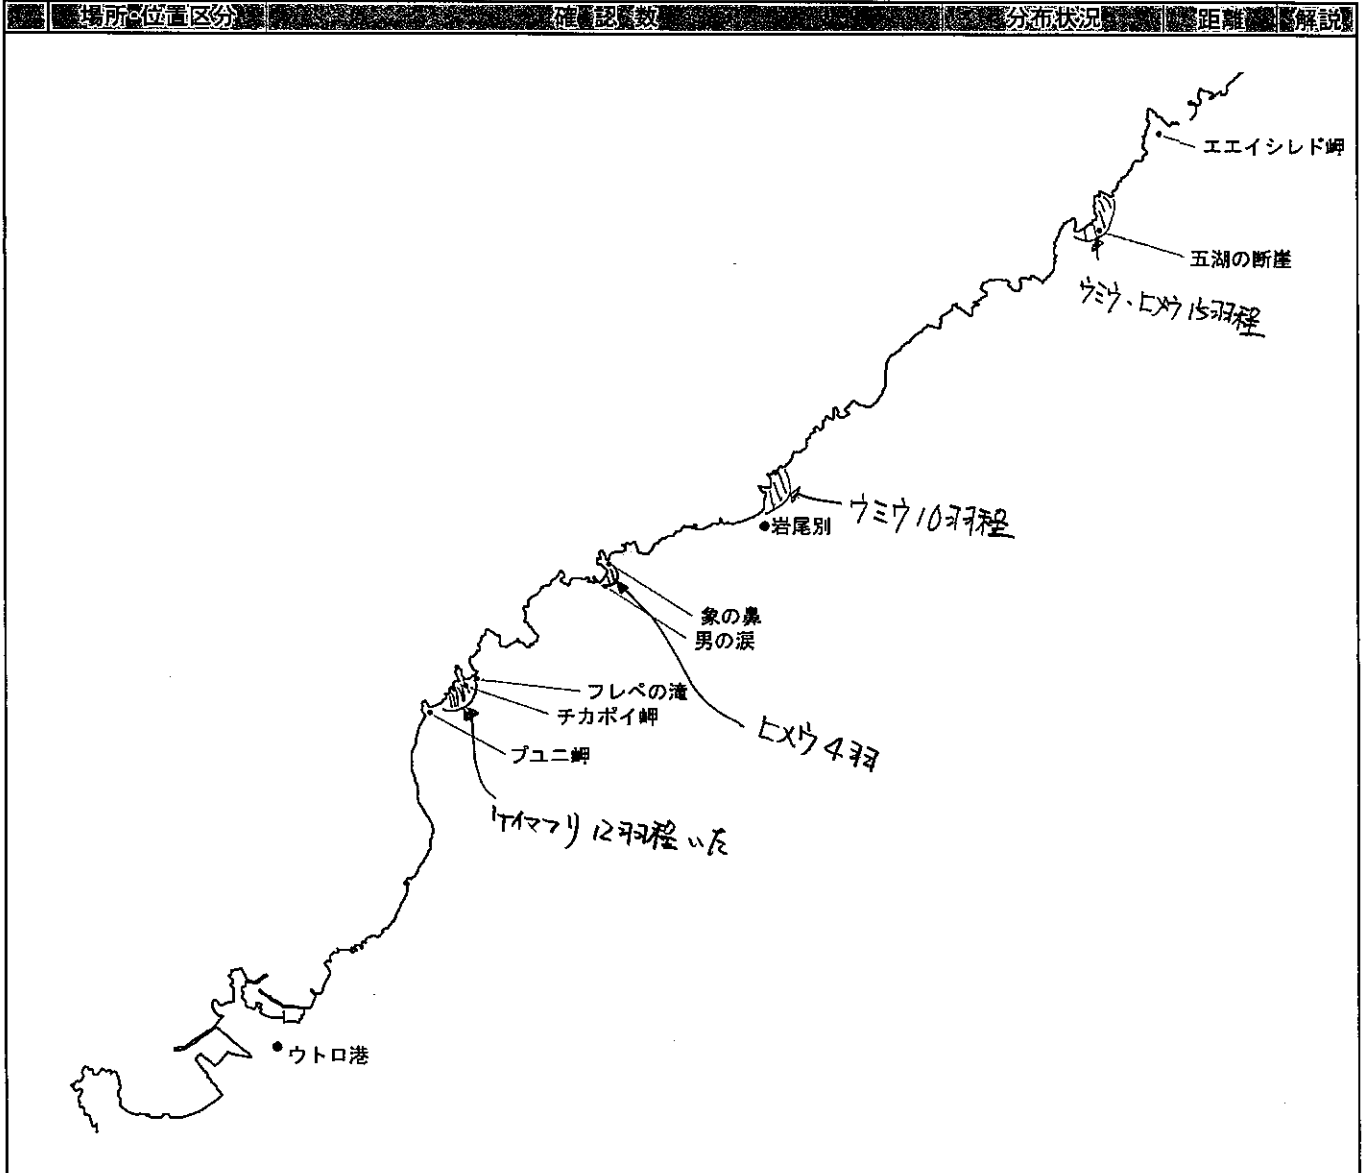 場所・位置区分 確認数 分布状況 距離 解説
エエイシレド岬
五湖の断崖
ウミウ、ヒメウ 15羽程
ウミウ 10羽程
岩尾別
象の鼻
男の涙
フレペの滝
チカポイ岬
ヒメウ 4羽
プユニ岬
ケイマフリ 12羽程いた
ウトロ港